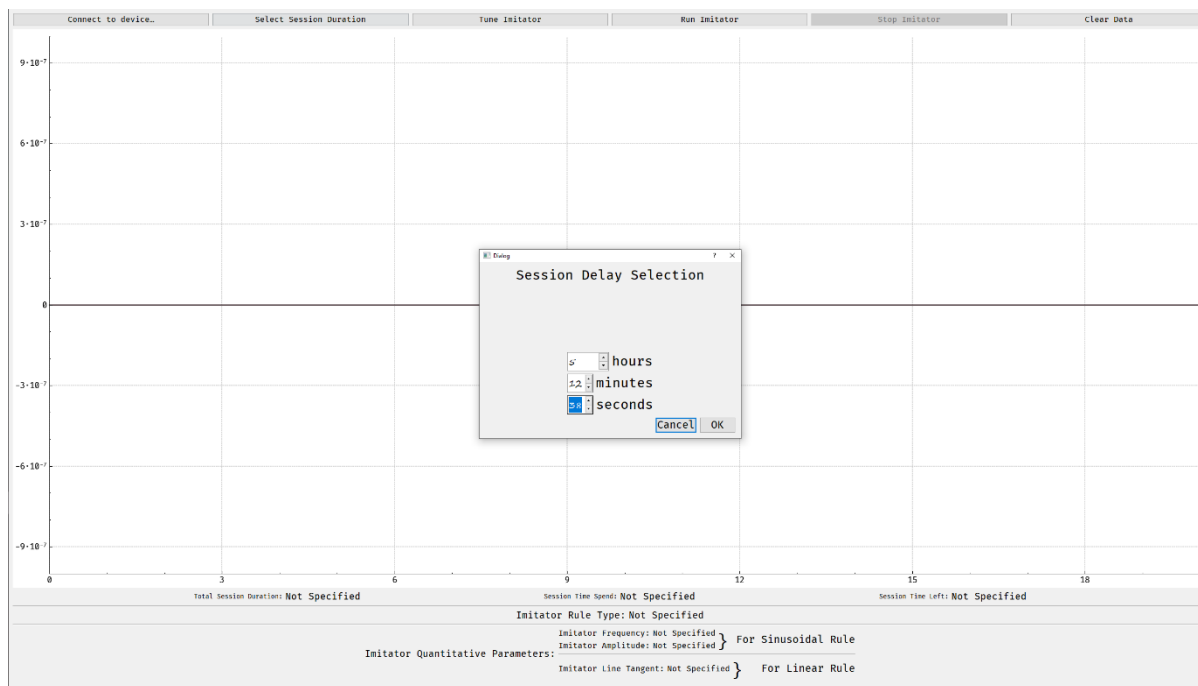 Connect to device… Select Session Duration Tune Imitator Run Imitator Stop Imitator Clear Data
9·10⁻⁷
6·10⁻⁷
3·10⁻⁷
0
-3·10⁻⁷
-6·10⁻⁷
-9·10⁻⁷
Dialog ? ×
Session Delay Selection
5 hours
12 minutes
58 seconds
Cancel OK
0 3 6 9 12 15 18
Total Session Duration: Not Specified Session Time Spend: Not Specified Session Time Left: Not Specified
Imitator Rule Type: Not Specified
Imitator Quantitative Parameters:
Imitator Frequency: Not Specified
Imitator Amplitude: Not Specified
} For Sinusoidal Rule
Imitator Line Tangent: Not Specified } For Linear Rule